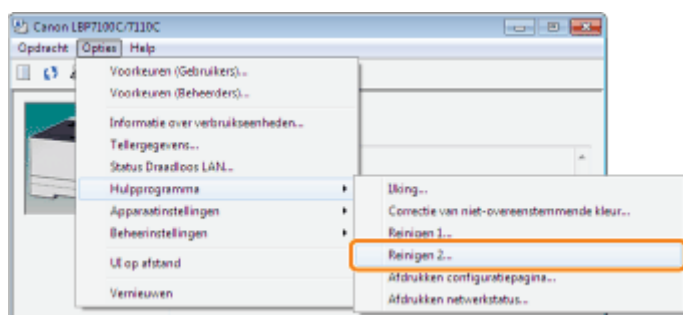 Canon LBP7100C/7110C
Opdracht Opties Help
Voorkeuren (Gebruikers)...
Voorkeuren (Beheerders)...
Informatie over verbruikseenheden...
Tellergegevens...
Status Draadloos LAN...
Hulpprogramma
Apparaatinstellingen
Beheerinstellingen
UI op afstand
Vernieuwen
IJking...
Correctie van niet-overeenstemmende kleur...
Reinigen 1...
Reinigen 2...
Afdrukken configuratiepagina...
Afdrukken netwerkstatus...